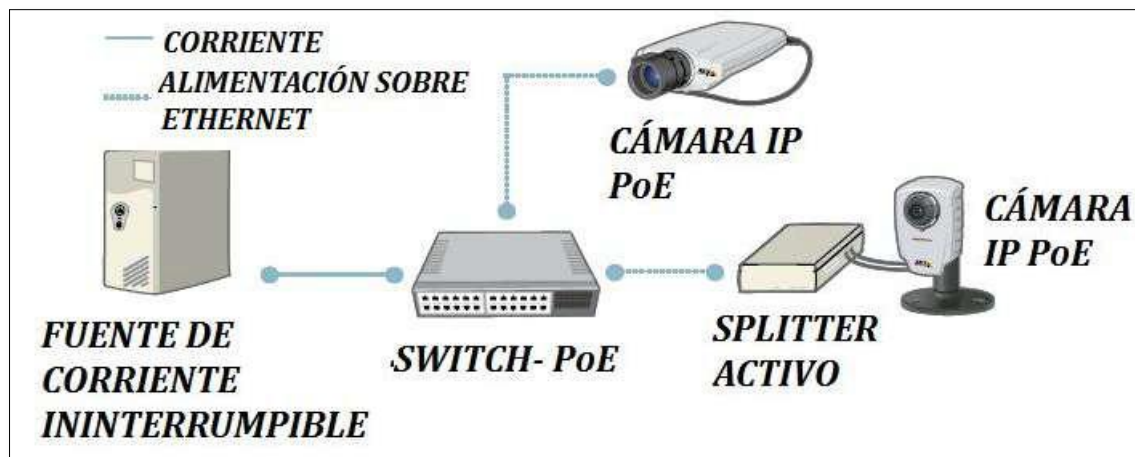 CORRIENTE
ALIMENTACIÓN SOBRE
ETHERNET
CÁMARA IP
PoE
CÁMARA
IP PoE
FUENTE DE
CORRIENTE
ININTERRUMPIBLE
SWITCH- PoE
SPLITTER
ACTIVO